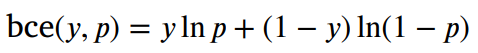 bce(y, p) = y ln p + (1 − y) ln(1 − p)